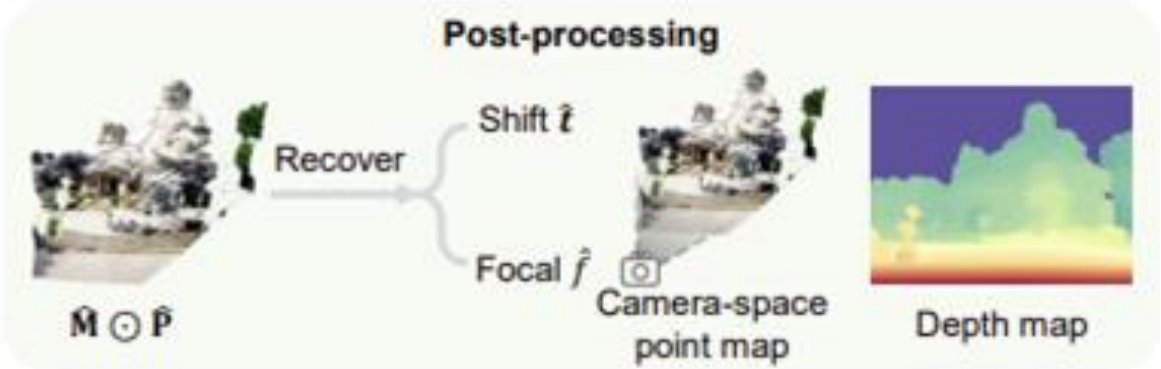 Post-processing
Recover
Shift t̂
Focal f̂
M̂ ⊙ P̂
Camera-space
point map
Depth map